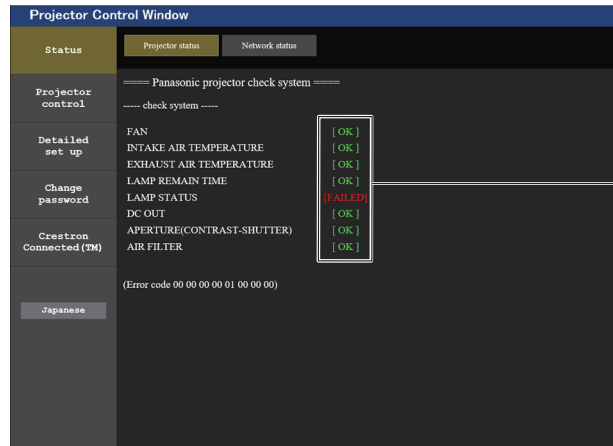 Projector Control Window
Status
Projector status
Network status
==== Panasonic projector check system ====
Projector
control
----- check system -----
FAN [ OK ]
Detailed
set up
INTAKE AIR TEMPERATURE [ OK ]
EXHAUST AIR TEMPERATURE [ OK ]
LAMP REMAIN TIME [ OK ]
Change
password
LAMP STATUS [FAILED]
DC OUT [ OK ]
APERTURE(CONTRAST-SHUTTER) [ OK ]
Crestron
Connected(TM)
AIR FILTER [ OK ]
(Error code 00 00 00 00 01 00 00 00)
Japanese